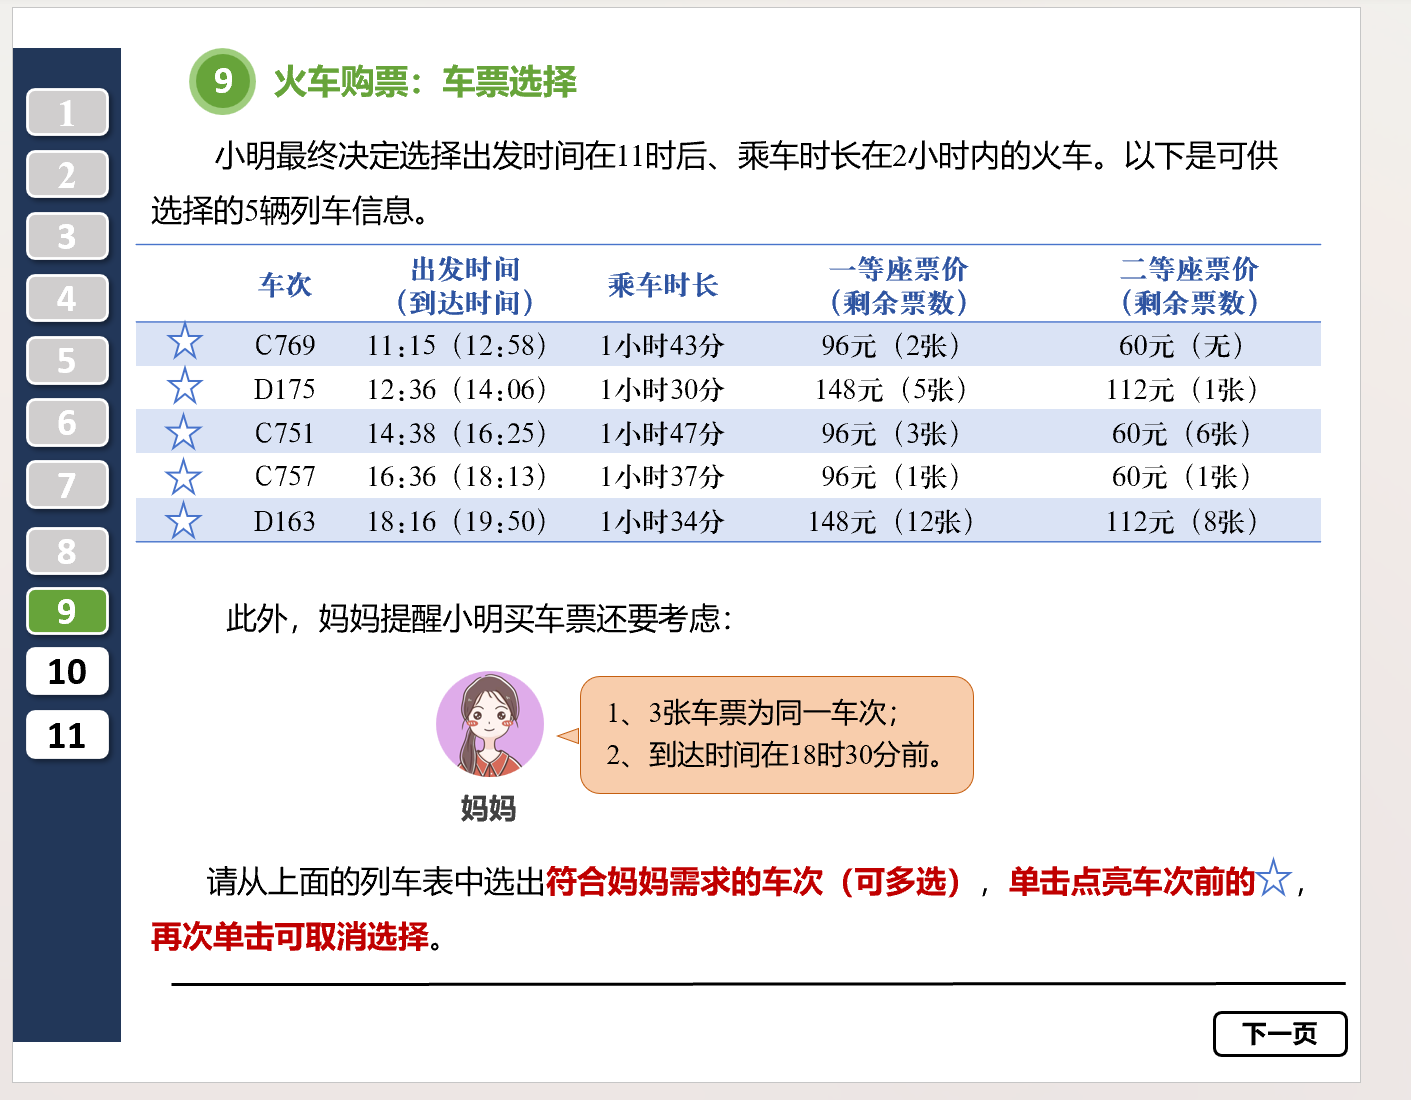 1
2
3
4
5
6
7
8
9
10
11
9 火车购票：车票选择
小明最终决定选择出发时间在11时后、乘车时长在2小时内的火车。以下是可供
选择的5辆列车信息。
车次 出发时间（到达时间） 乘车时长 一等座票价（剩余票数） 二等座票价（剩余票数）
C769 11:15（12:58） 1小时43分 96元（2张） 60元（无）
D175 12:36（14:06） 1小时30分 148元（5张） 112元（1张）
C751 14:38（16:25） 1小时47分 96元（3张） 60元（6张）
C757 16:36（18:13） 1小时37分 96元（1张） 60元（1张）
D163 18:16（19:50） 1小时34分 148元（12张） 112元（8张）
此外，妈妈提醒小明买车票还要考虑：
1、3张车票为同一车次；
2、到达时间在18时30分前。
妈妈
请从上面的列车表中选出符合妈妈需求的车次（可多选），单击点亮车次前的☆，
再次单击可取消选择。
下一页